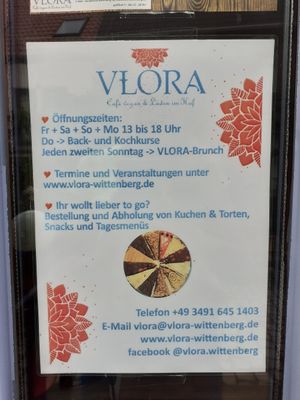 VLORA
VLORA
Café vegan & Laden im Hof
♥ Öffnungszeiten:
Fr + Sa + So + Mo 13 bis 18 Uhr
Do -> Back- und Kochkurse
Jeden zweiten Sonntag -> VLORA-Brunch
♥ Termine und Veranstaltungen unter
www.vlora-wittenberg.de
♥ Ihr wollt lieber to go?
Bestellung und Abholung von Kuchen & Torten,
Snacks und Tagesmenüs
Telefon +49 3491 645 1403
E-Mail vlora@vlora-wittenberg.de
www.vlora-wittenberg.de
facebook @vlora.wittenberg